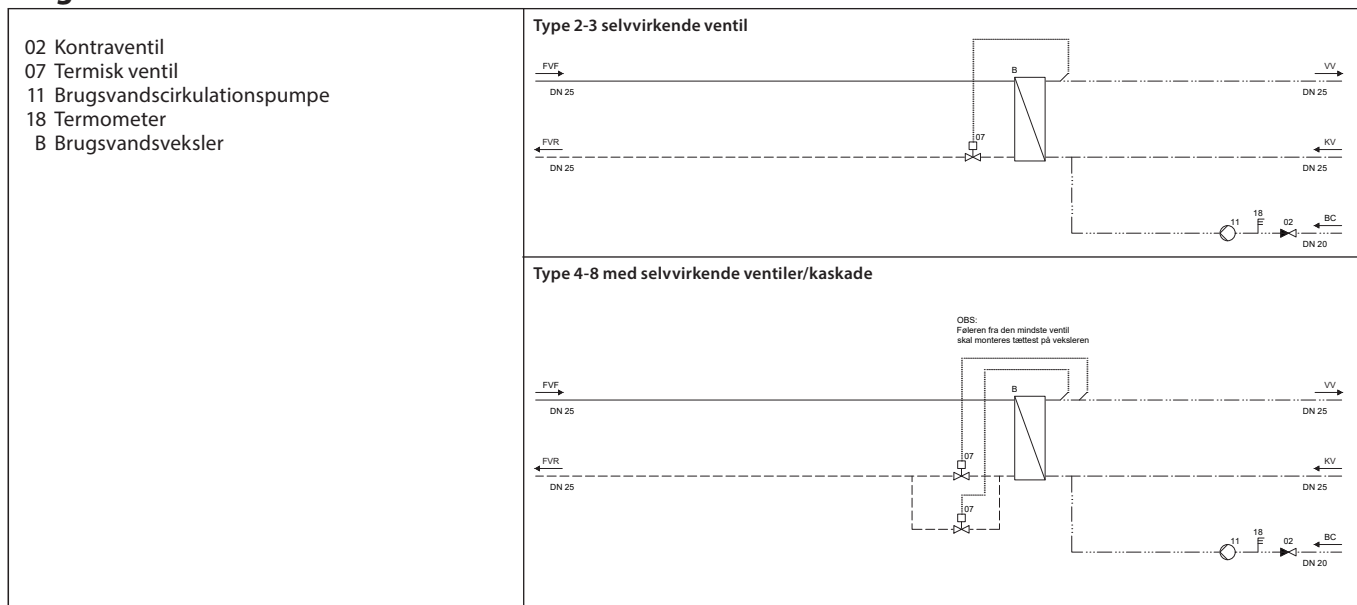 02 Kontraventil
07 Termisk ventil
11 Brugsvandscirkulationspumpe
18 Termometer
B Brugsvandsveksler
Type 2-3 selvvirkende ventil
FVF
DN 25
B
VV
DN 25
07
FVR
DN 25
KV
DN 25
11
18
02
BC
DN 20
Type 4-8 med selvvirkende ventiler/kaskade
OBS:
Føleren fra den mindste ventil
skal monteres tættest på veksleren
FVF
DN 25
B
VV
DN 25
07
FVR
DN 25
KV
DN 25
07
11
18
02
BC
DN 20